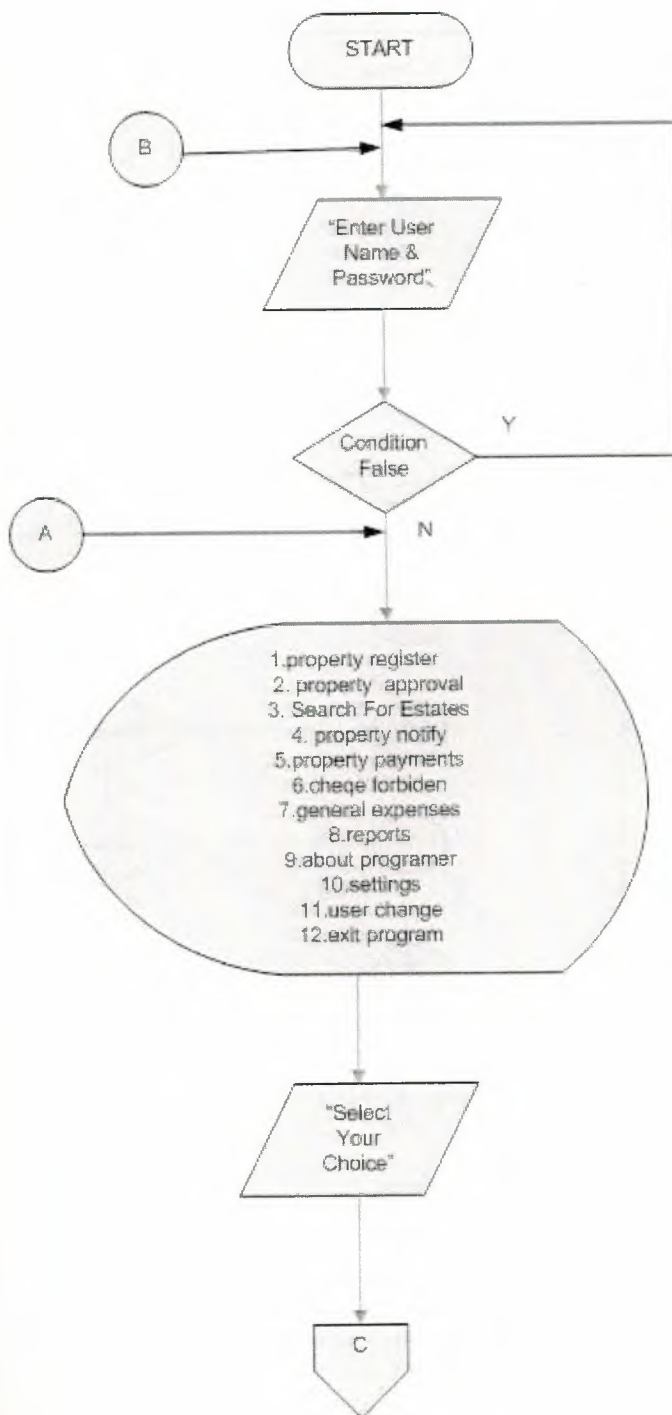 START
B
"Enter User
Name &
Password"
Condition
False
Y
A
N
1.property register
2. property approval
3. Search For Estates
4. property notify
5.property payments
6.cheqe forbiden
7.general expenses
8.reports
9.about programer
10.settings
11.user change
12.exit program
"Select
Your
Choice"
C